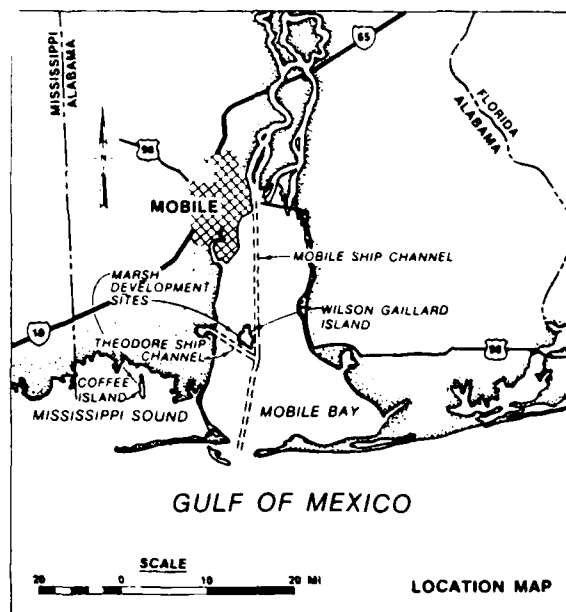 65
MISSISSIPPI
ALABAMA
FLORIDA
ALABAMA
N
98
MOBILE
MOBILE SHIP CHANNEL
MARSH
DEVELOPMENT
SITES
WILSON GAILLARD
ISLAND
10
THEODORE SHIP
CHANNEL
98
COFFEE
ISLAND
MISSISSIPPI SOUND
MOBILE BAY
GULF OF MEXICO
SCALE
20 0 10 20 MI
LOCATION MAP